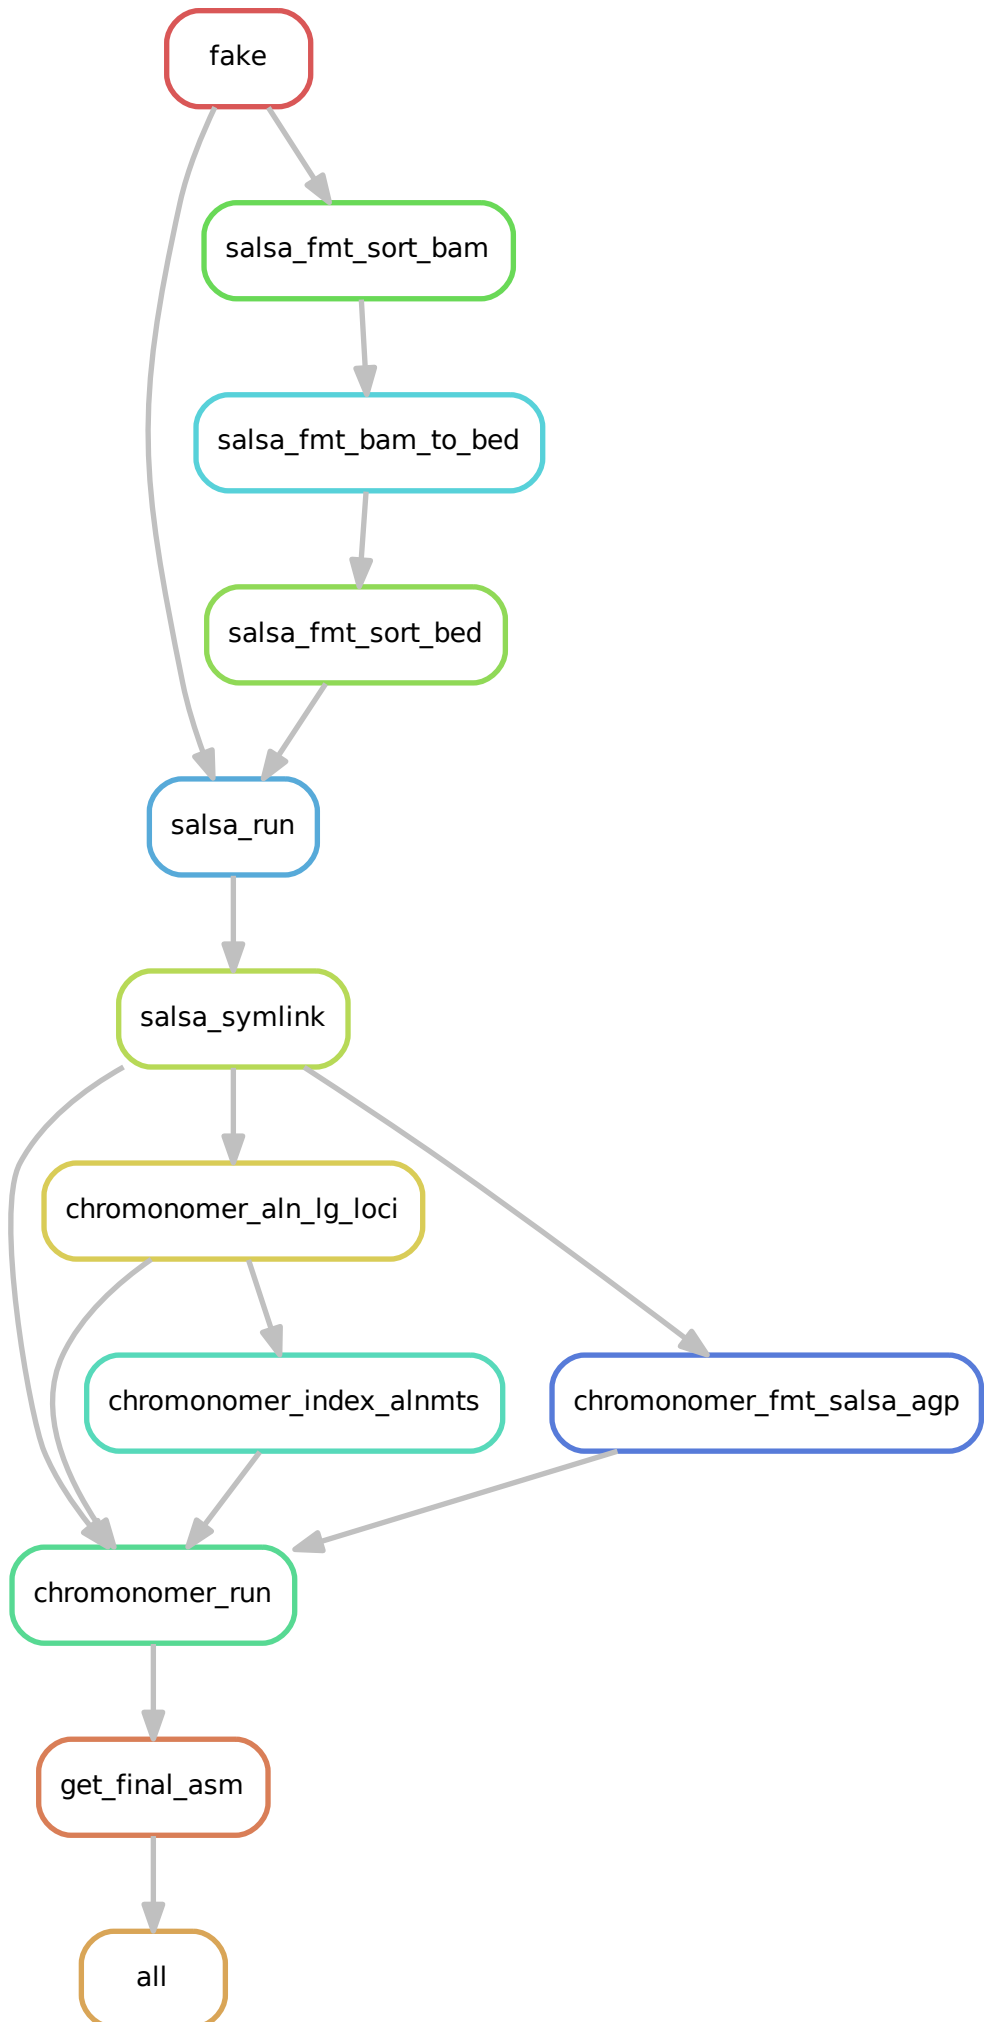 fake
salsa_fmt_sort_bam
salsa_fmt_bam_to_bed
salsa_fmt_sort_bed
salsa_run
salsa_symlink
chromonomer_aln_lg_loci
chromonomer_index_alnmts
chromonomer_fmt_salsa_agp
chromonomer_run
get_final_asm
all